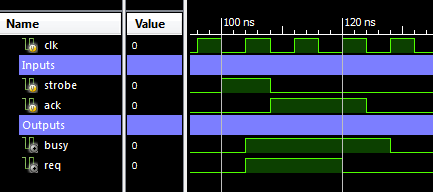 Name Value 100 ns 120 ns
clk 0
Inputs
strobe 0
ack 0
Outputs
busy 0
req 0